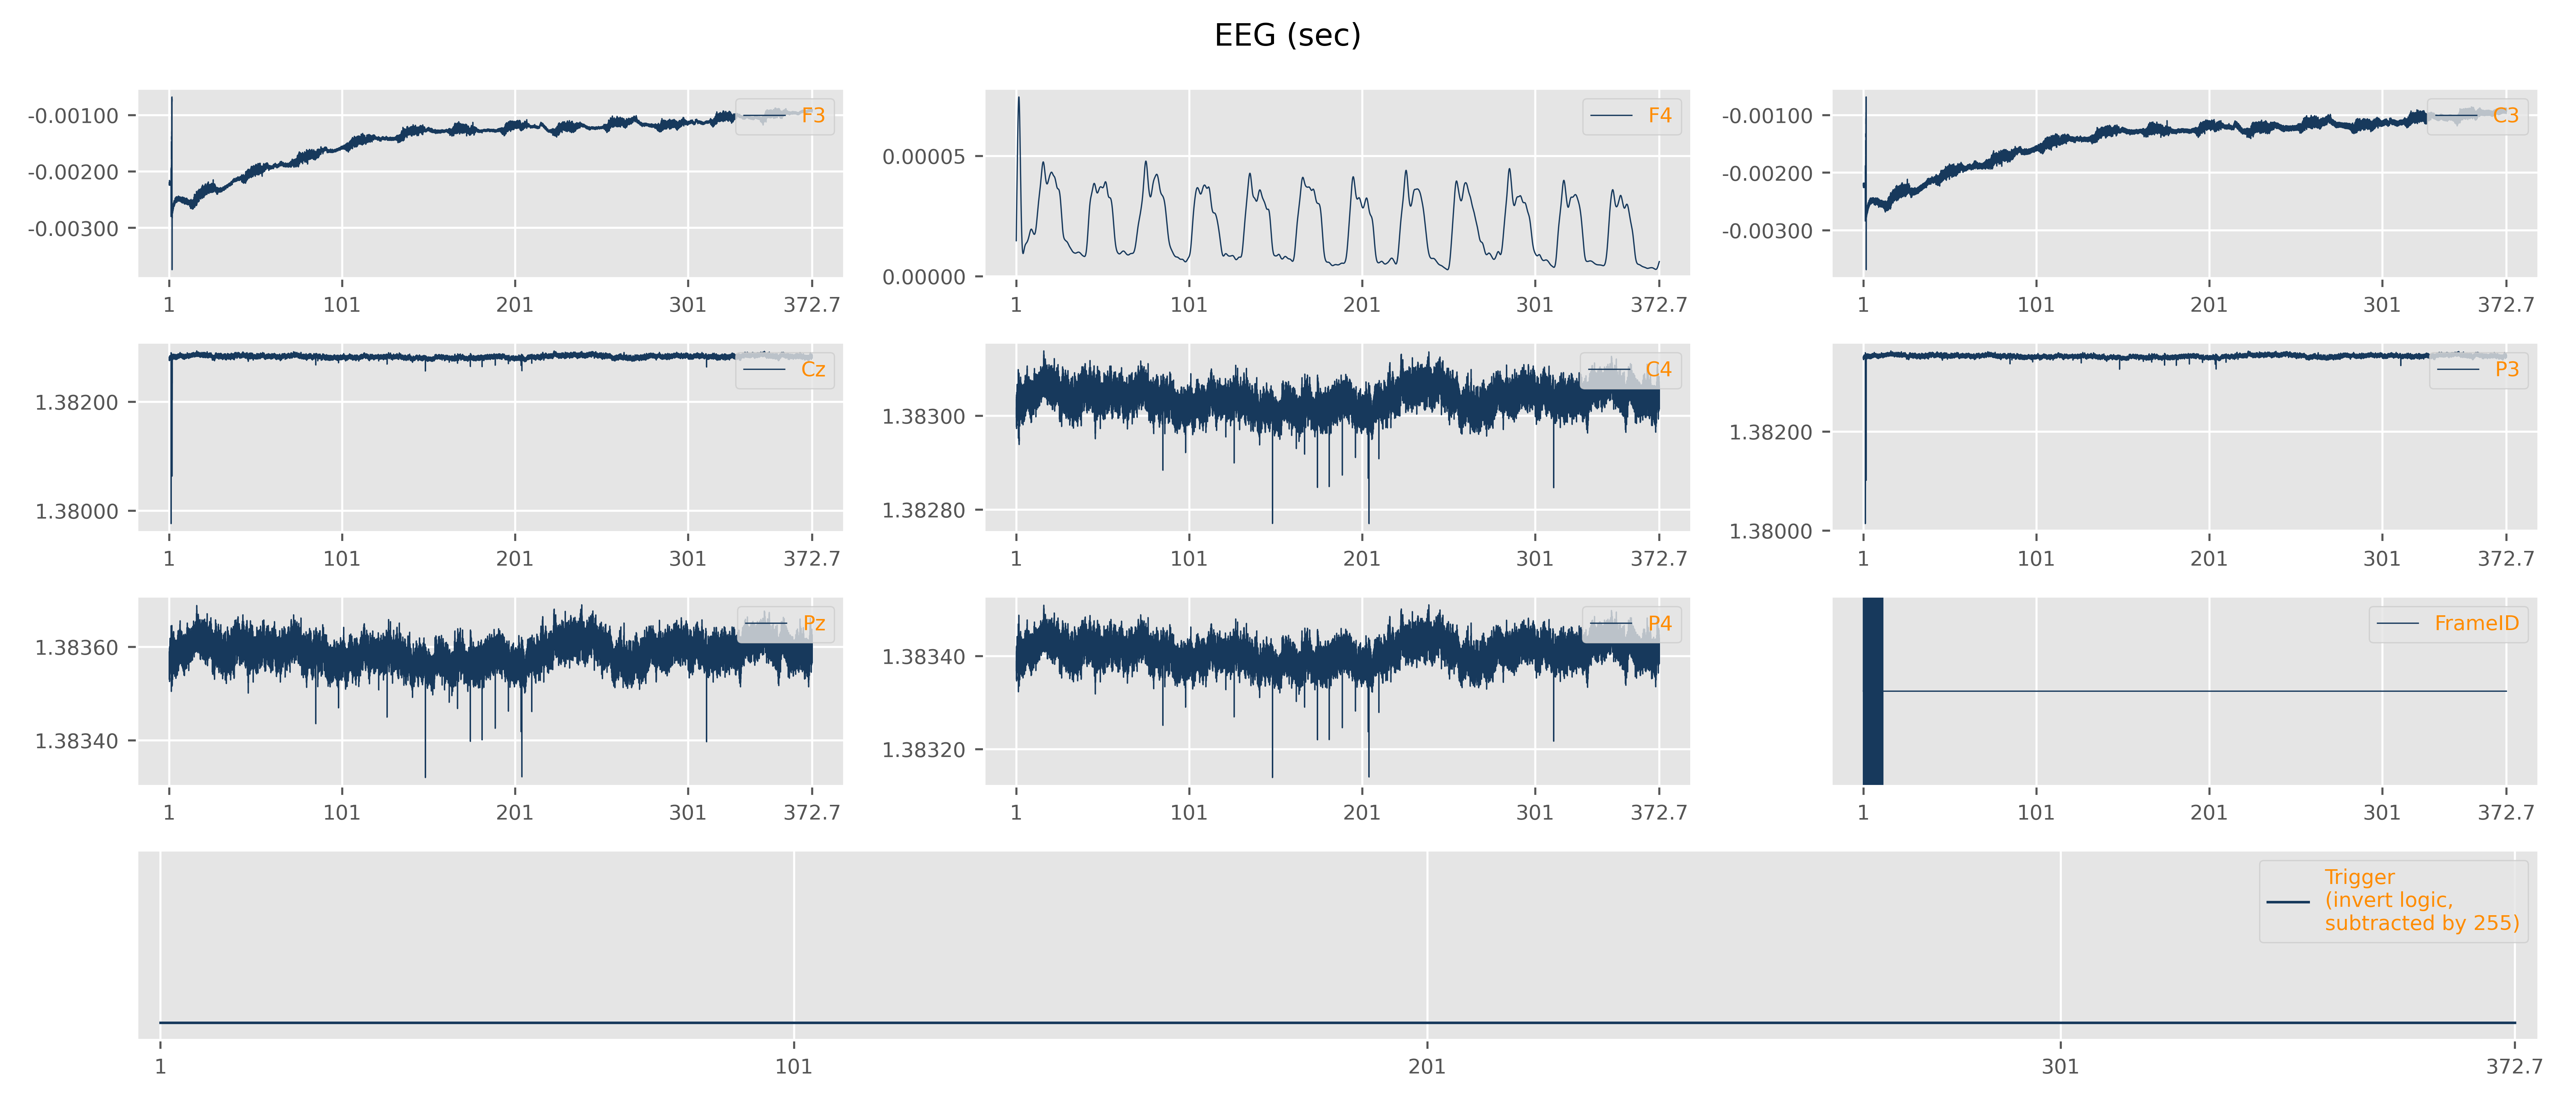 EEG (sec)
-0.00100
-0.00200
-0.00300
F3
1 101 201 301 372.7
0.00005
0.00000
F4
1 101 201 301 372.7
-0.00100
-0.00200
-0.00300
C3
1 101 201 301 372.7
1.38200
1.38000
Cz
1 101 201 301 372.7
1.38300
1.38280
C4
1 101 201 301 372.7
1.38200
1.38000
P3
1 101 201 301 372.7
1.38360
1.38340
Pz
1 101 201 301 372.7
1.38340
1.38320
P4
1 101 201 301 372.7
FrameID
1 101 201 301 372.7
Trigger
(invert logic,
subtracted by 255)
1 101 201 301 372.7